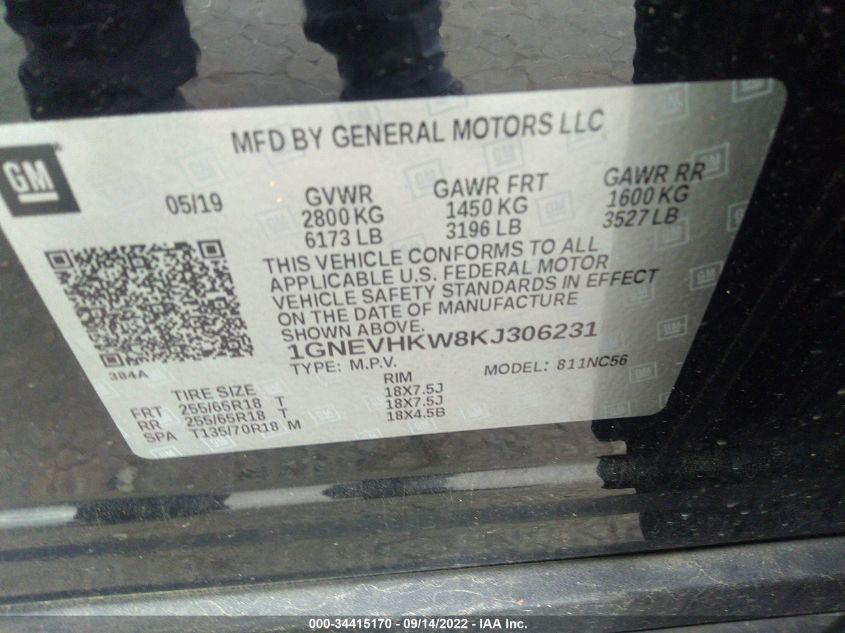 MFD BY GENERAL MOTORS LLC
GM
05/19 GVWR GAWR FRT GAWR RR
2800 KG 1450 KG 1600 KG
6173 LB 3196 LB 3527 LB
THIS VEHICLE CONFORMS TO ALL
APPLICABLE U.S. FEDERAL MOTOR
VEHICLE SAFETY STANDARDS IN EFFECT
ON THE DATE OF MANUFACTURE
SHOWN ABOVE.
1GNEVHKW8KJ306231
384A
TYPE: M.P.V. MODEL: 811NC56
TIRE SIZE RIM
FRT 255/65R18 T 18X7.5J
RR 255/65R18 T 18X7.5J
SPA T135/70R18 M 18X4.5B
000-34415170 - 09/14/2022 - IAA Inc.